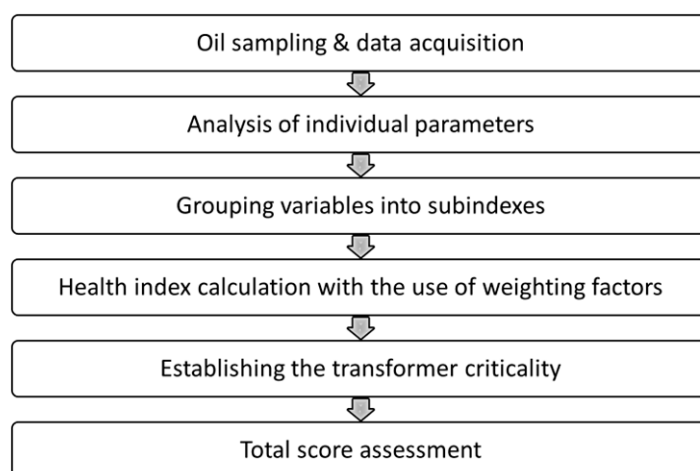 Oil sampling & data acquisition
Analysis of individual parameters
Grouping variables into subindexes
Health index calculation with the use of weighting factors
Establishing the transformer criticality
Total score assessment